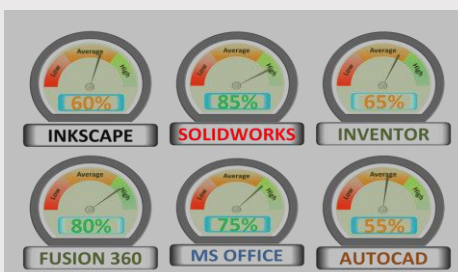 Low Average High
60%
INKSCAPE
Low Average High
85%
SOLIDWORKS
Low Average High
65%
INVENTOR
Low Average High
80%
FUSION 360
Low Average High
75%
MS OFFICE
Low Average High
55%
AUTOCAD